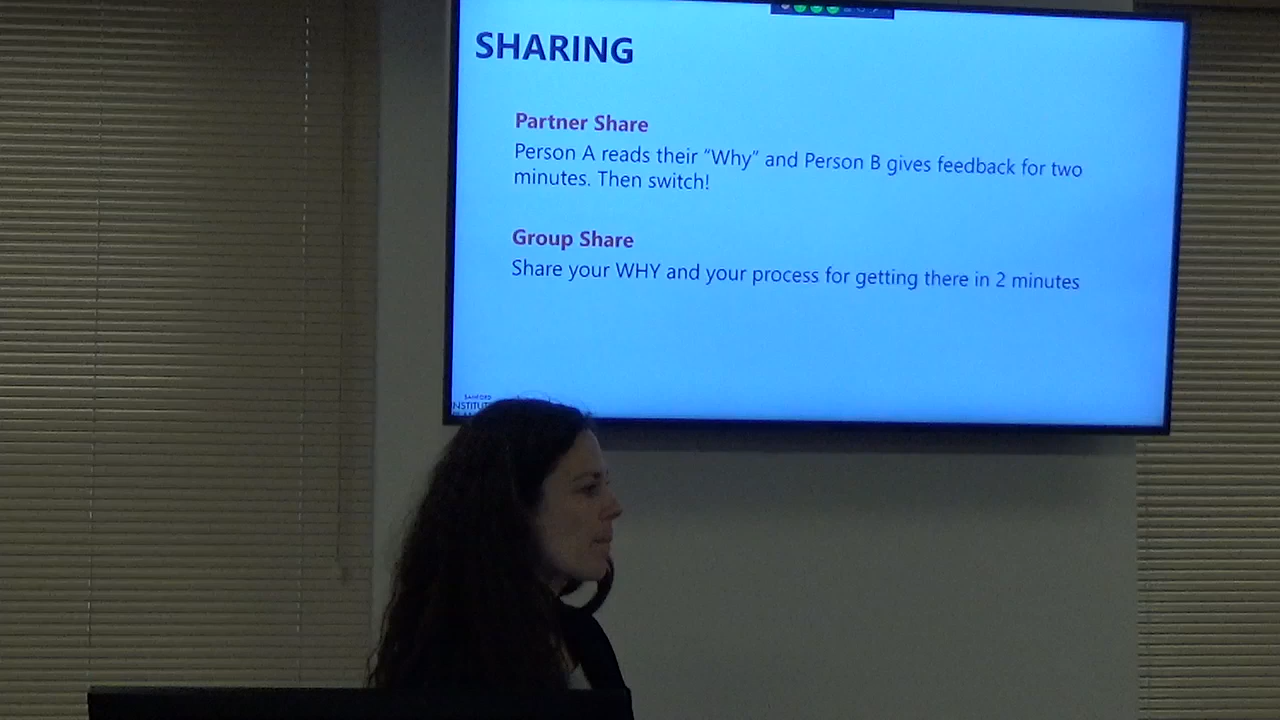 SHARING
Partner Share
Person A reads their “Why” and Person B gives feedback for two
minutes. Then switch!
Group Share
Share your WHY and your process for getting there in 2 minutes
SANFORD